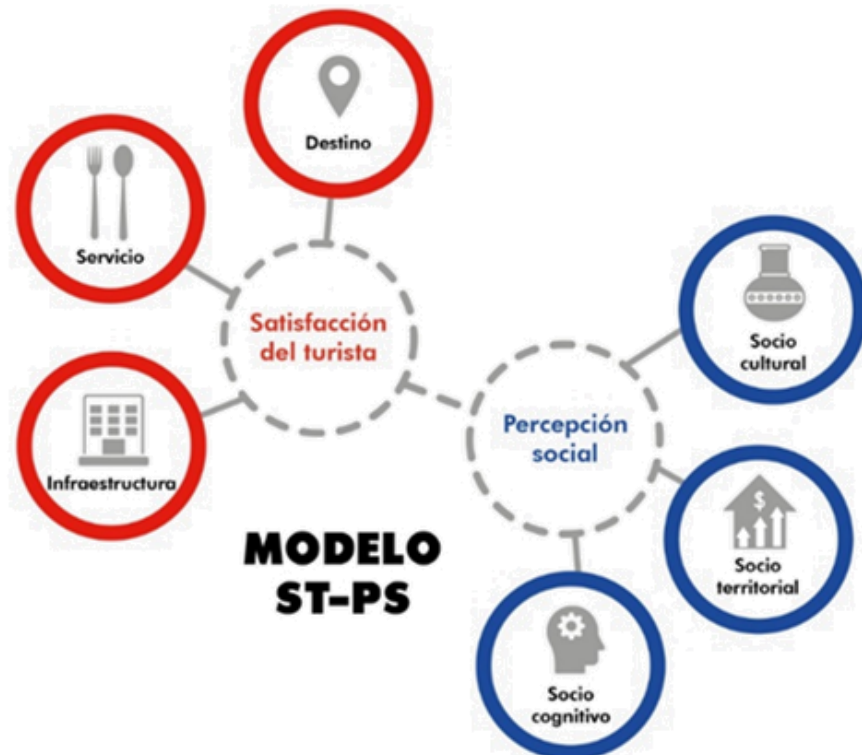 Destino
Servicio
Satisfacción
del turista
Infraestructura
Socio
cultural
Percepción
social
$
Socio
territorial
MODELO
ST-PS
Socio
cognitivo